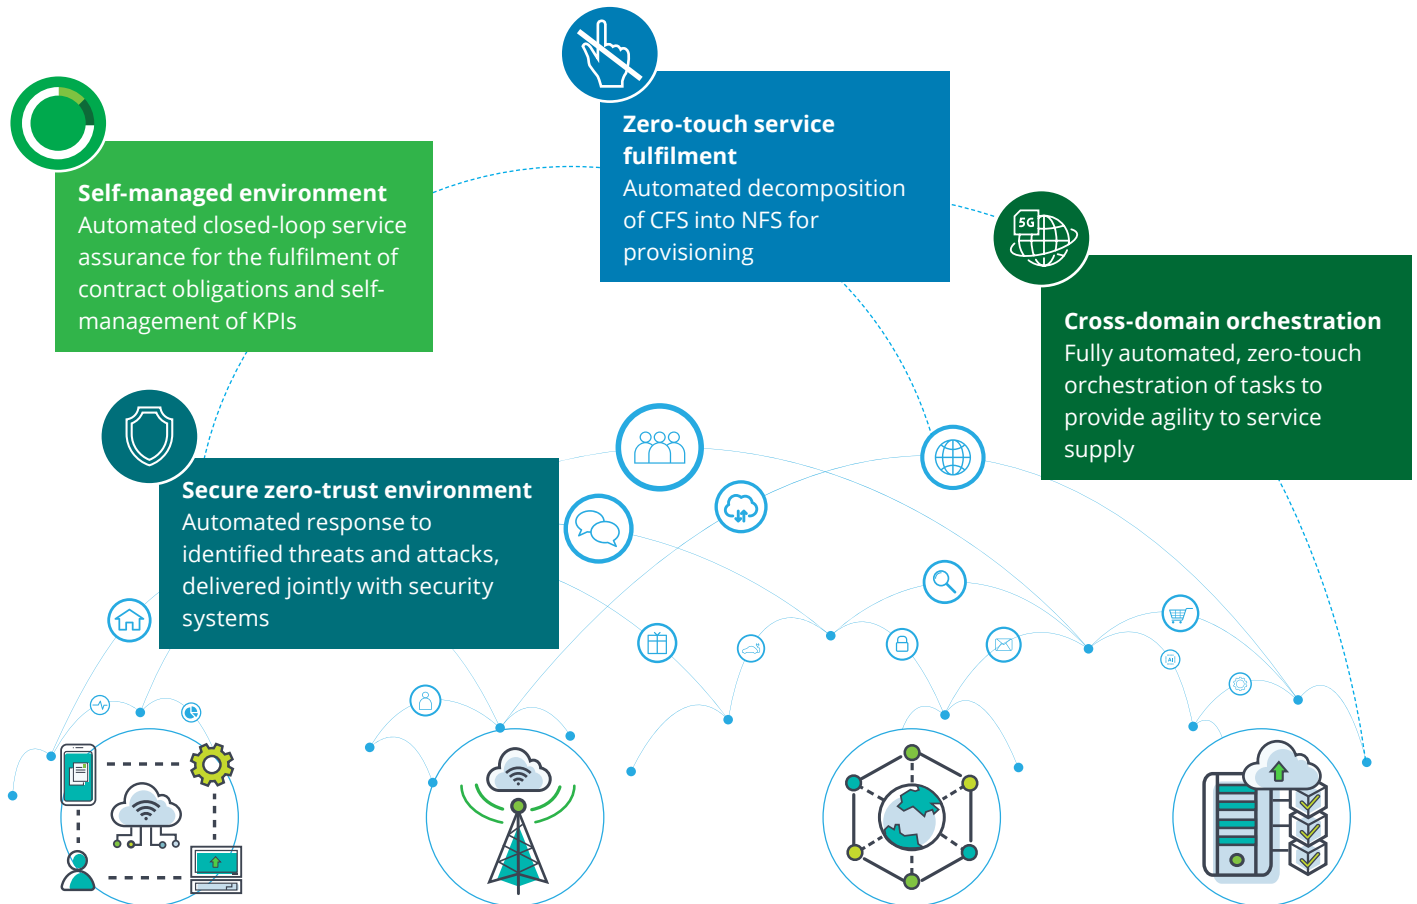 Zero-touch service
fulfilment
Automated decomposition
of CFS into NFS for
provisioning
Self-managed environment
Automated closed-loop service
assurance for the fulfilment of
contract obligations and self-
management of KPIs
5G
Cross-domain orchestration
Fully automated, zero-touch
orchestration of tasks to
provide agility to service
supply
Secure zero-trust environment
Automated response to
identified threats and attacks,
delivered jointly with security
systems
AI